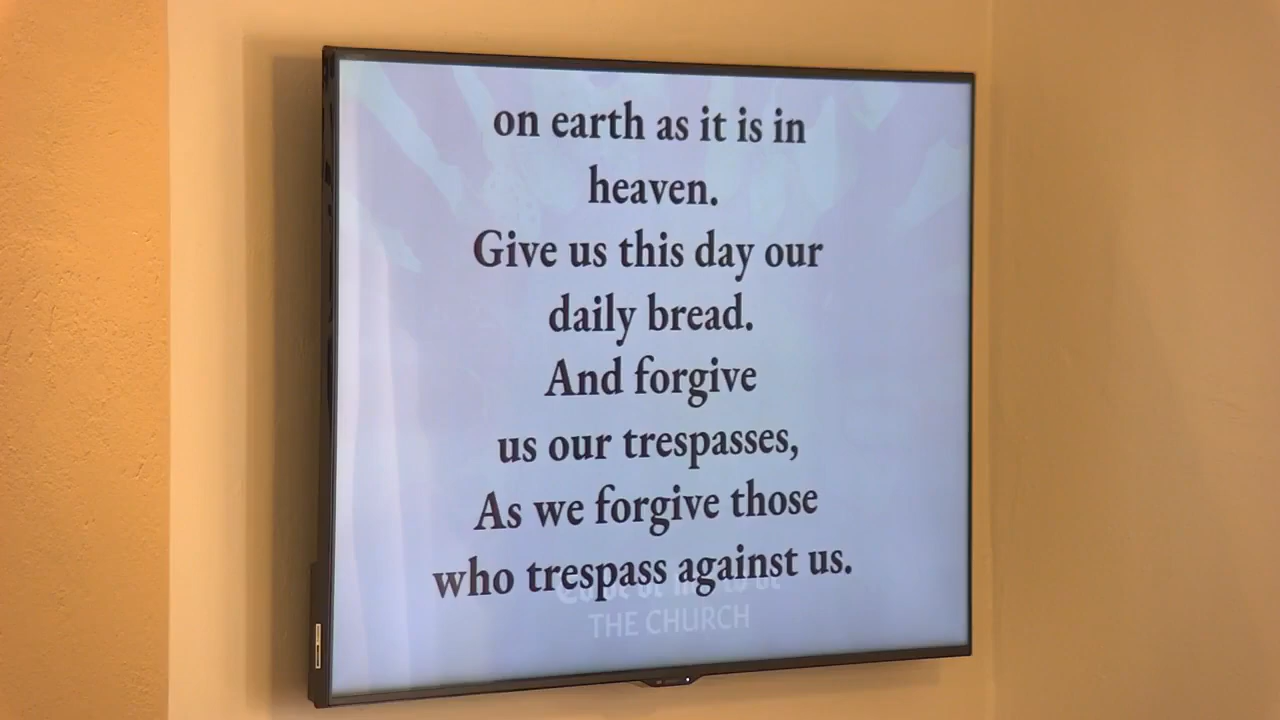 on earth as it is in
heaven.
Give us this day our
daily bread.
And forgive
us our trespasses,
As we forgive those
who trespass against us.
THE CHURCH